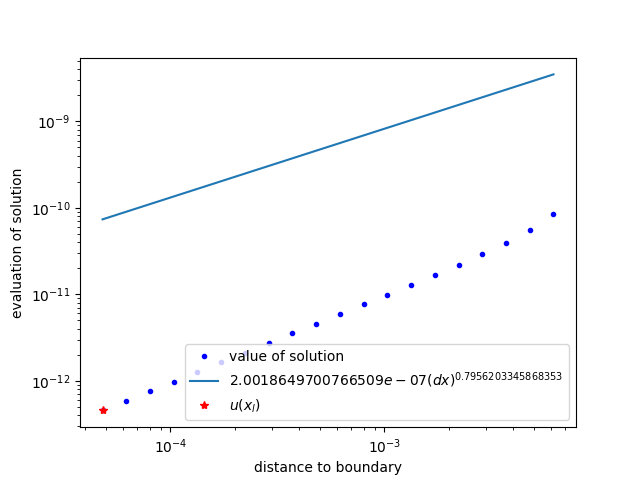 10⁻⁹
10⁻¹⁰
10⁻¹¹
10⁻¹²
evaluation of solution
value of solution
2.0018649700766509e − 07(dx)^0.7956203345868353
u(x_l)
10⁻⁴ 10⁻³
distance to boundary